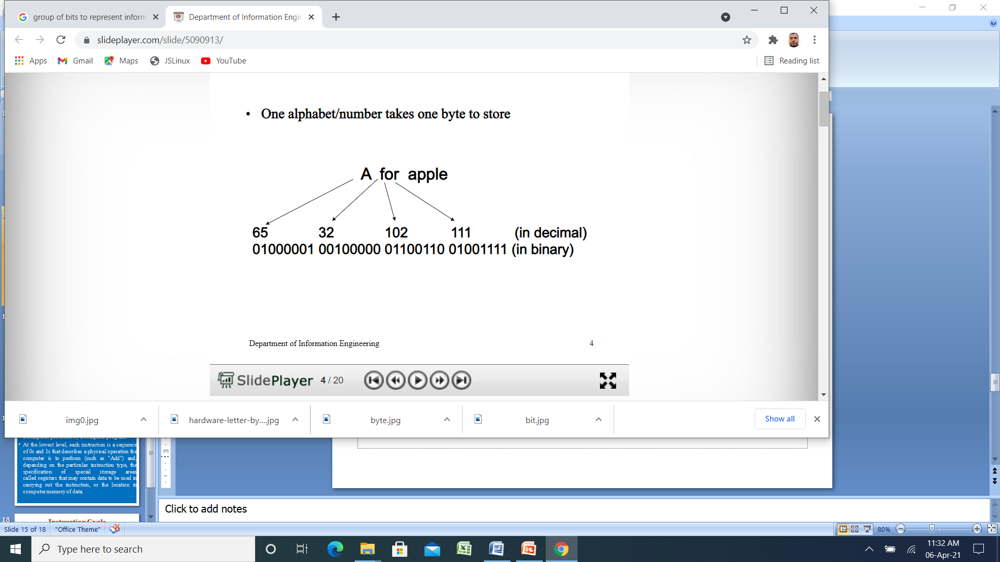 group of bits to represent inform
Department of Information Engin
slideplayer.com/slide/5090913/
Apps
Gmail
Maps
JSLinux
YouTube
Reading list
• One alphabet/number takes one byte to store
A for apple
65 32 102 111 (in decimal)
01000001 00100000 01100110 01001111 (in binary)
Department of Information Engineering 4
SlidePlayer 4 / 20
img0.jpg
hardware-letter-by....jpg
byte.jpg
bit.jpg
Show all
• At the lowest level, each instruction is a sequence
of 0s and 1s that describes a physical operation the
computer is to perform (such as "Add") and,
depending on the particular instruction type, the
specification of special storage areas
called registers that may contain data to be used in
carrying out the instruction, or the location in
computer memory of data.
3
18
Instruction Cycle
Click to add notes
Slide 15 of 18 "Office Theme" 80%
Type here to search
11:32 AM
06-Apr-21